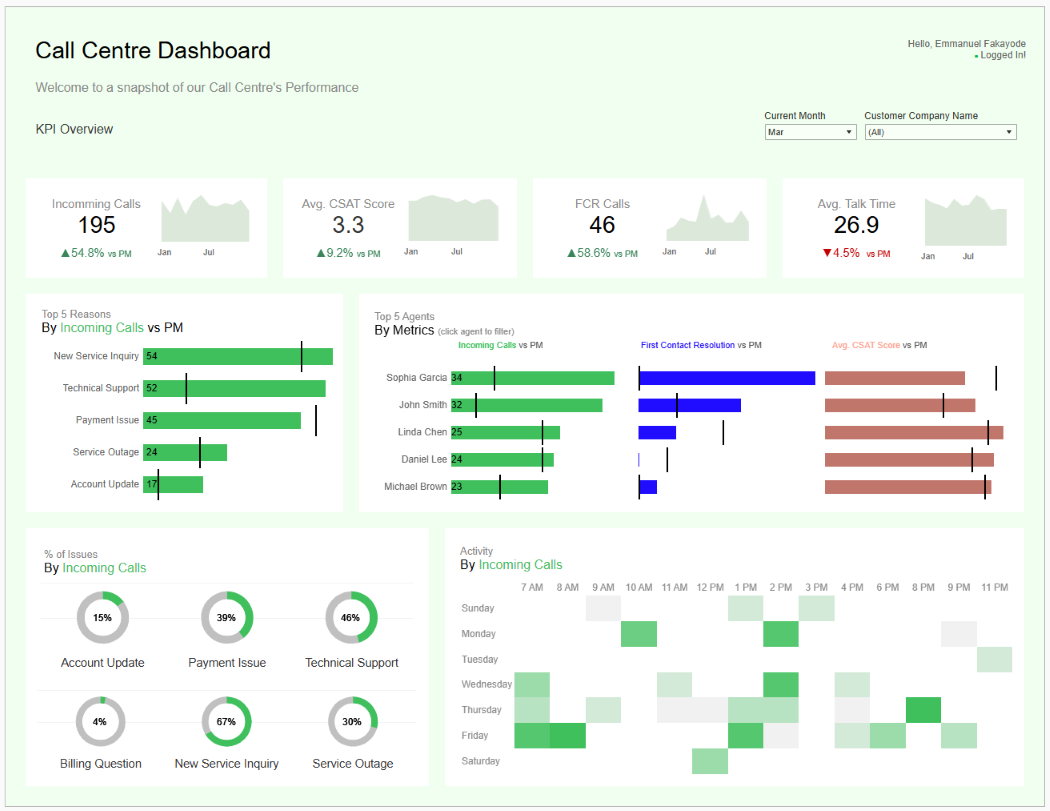 Call Centre Dashboard
Hello, Emmanuel Fakayode
Logged In!
Welcome to a snapshot of our Call Centre's Performance
KPI Overview
Current Month
Customer Company Name
Mar
(All)
Incomming Calls
195
▲54.8% vs PM
Jan Jul
Avg. CSAT Score
3.3
▲9.2% vs PM
Jan Jul
FCR Calls
46
▲58.6% vs PM
Jan Jul
Avg. Talk Time
26.9
▼4.5% vs PM
Jan Jul
Top 5 Reasons
By Incoming Calls vs PM
New Service Inquiry 54
Technical Support 52
Payment Issue 45
Service Outage 24
Account Update 17
Top 5 Agents
By Metrics (click agent to filter)
Incoming Calls vs PM
First Contact Resolution vs PM
Avg. CSAT Score vs PM
Sophia Garcia 34
John Smith 32
Linda Chen 25
Daniel Lee 24
Michael Brown 23
% of Issues
By Incoming Calls
15%
39%
46%
Account Update
Payment Issue
Technical Support
4%
67%
30%
Billing Question
New Service Inquiry
Service Outage
Activity
By Incoming Calls
7 AM 8 AM 9 AM 10 AM 11 AM 12 PM 1 PM 2 PM 3 PM 4 PM 6 PM 8 PM 9 PM 11 PM
Sunday
Monday
Tuesday
Wednesday
Thursday
Friday
Saturday